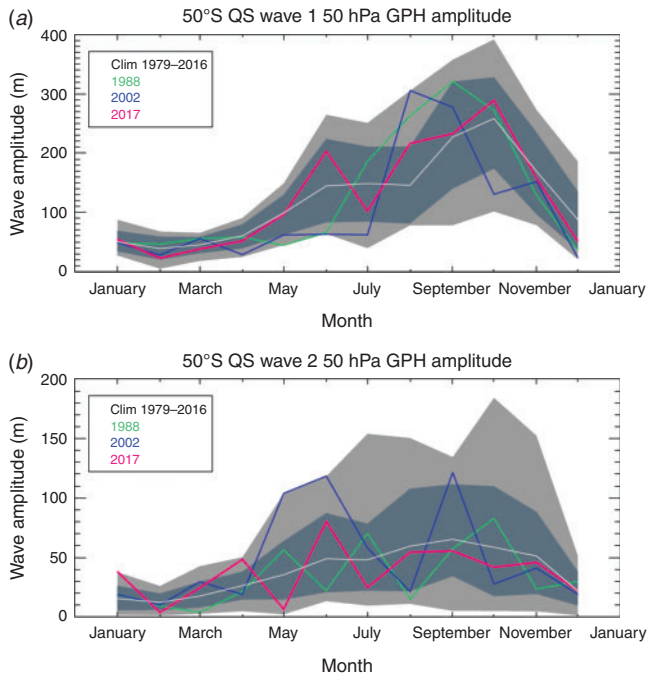 (a) 50°S QS wave 1 50 hPa GPH amplitude
400
300
200
100
0
Wave amplitude (m)
Clim 1979–2016
1988
2002
2017
January March May July September November January
Month
(b) 50°S QS wave 2 50 hPa GPH amplitude
200
150
100
50
0
Wave amplitude (m)
Clim 1979–2016
1988
2002
2017
January March May July September November January
Month